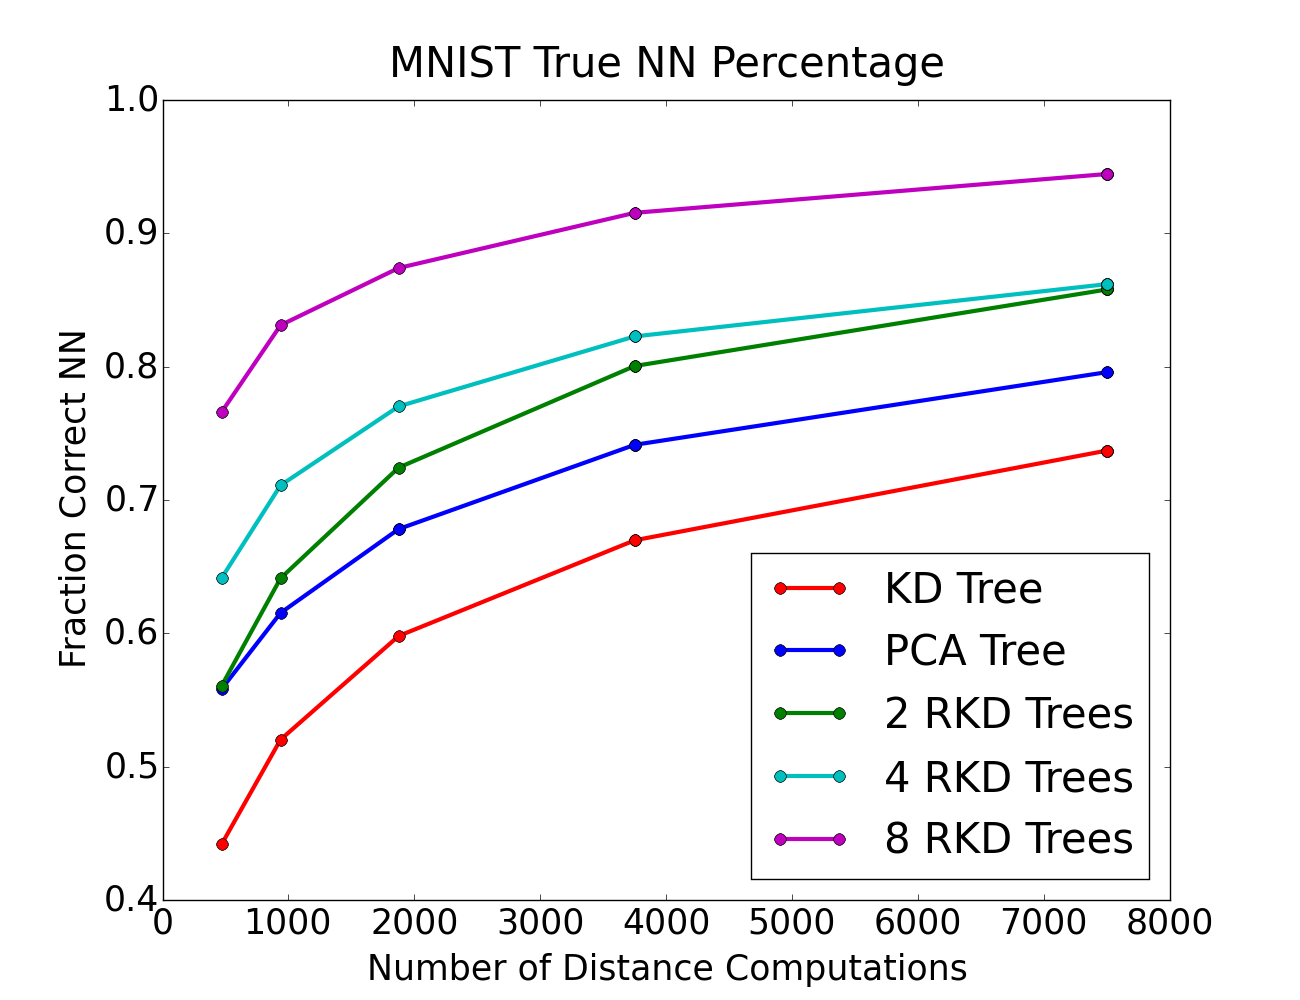 MNIST True NN Percentage
1.0
0.9
0.8
0.7
0.6
0.5
0.4
Fraction Correct NN
KD Tree
PCA Tree
2 RKD Trees
4 RKD Trees
8 RKD Trees
0 1000 2000 3000 4000 5000 6000 7000 8000
Number of Distance Computations